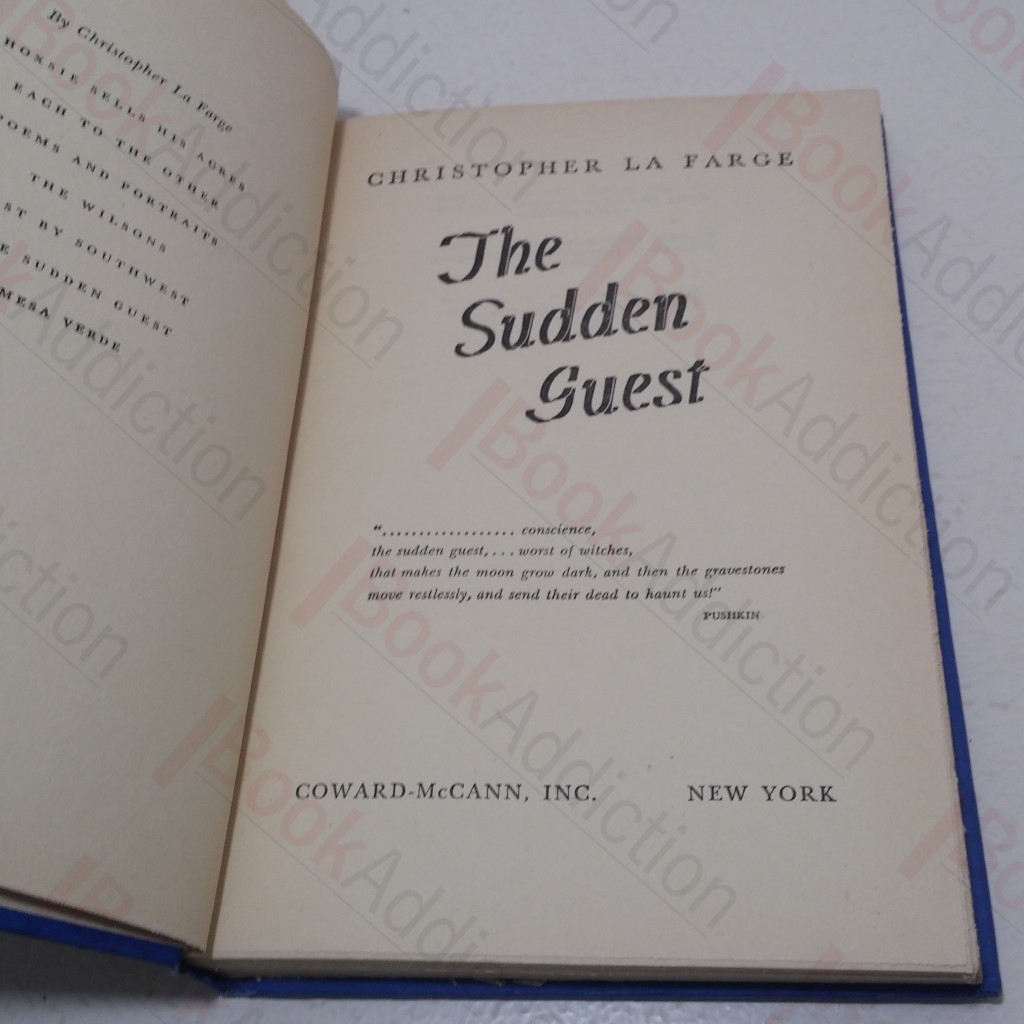 By Christopher La Farge
HOXSIE SELLS HIS ACRES
EACH TO THE OTHER
POEMS AND PORTRAITS
THE WILSONS
ST BY SOUTHWEST
E SUDDEN GUEST
MESA VERDE
CHRISTOPHER LA FARGE
The
Sudden
Guest
".................. conscience,
the sudden guest,... worst of witches,
that makes the moon grow dark, and then the gravestones
move restlessly, and send their dead to haunt us!"
PUSHKIN
COWARD-McCANN, INC. NEW YORK
BookAddiction